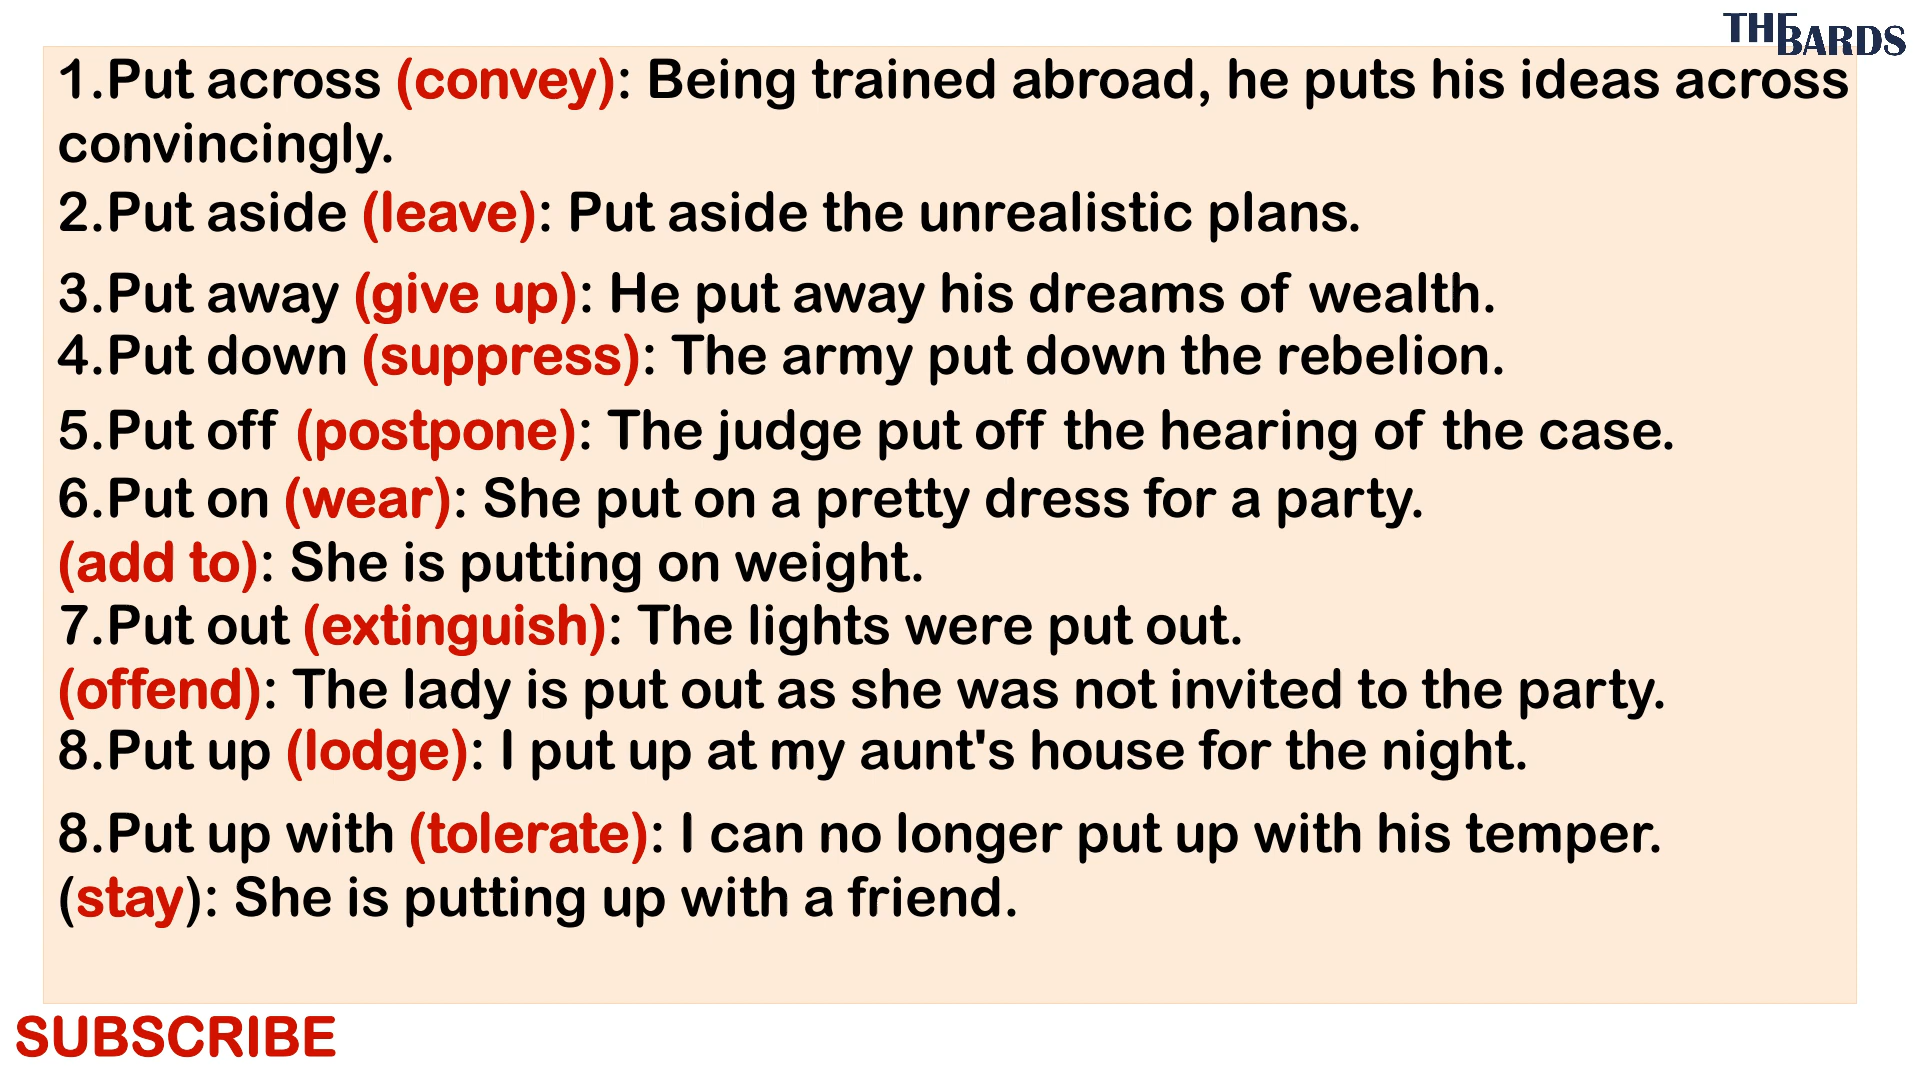 THE BARDS
1.Put across (convey): Being trained abroad, he puts his ideas across
convincingly.
2.Put aside (leave): Put aside the unrealistic plans.
3.Put away (give up): He put away his dreams of wealth.
4.Put down (suppress): The army put down the rebelion.
5.Put off (postpone): The judge put off the hearing of the case.
6.Put on (wear): She put on a pretty dress for a party.
(add to): She is putting on weight.
7.Put out (extinguish): The lights were put out.
(offend): The lady is put out as she was not invited to the party.
8.Put up (lodge): I put up at my aunt's house for the night.
8.Put up with (tolerate): I can no longer put up with his temper.
(stay): She is putting up with a friend.
SUBSCRIBE